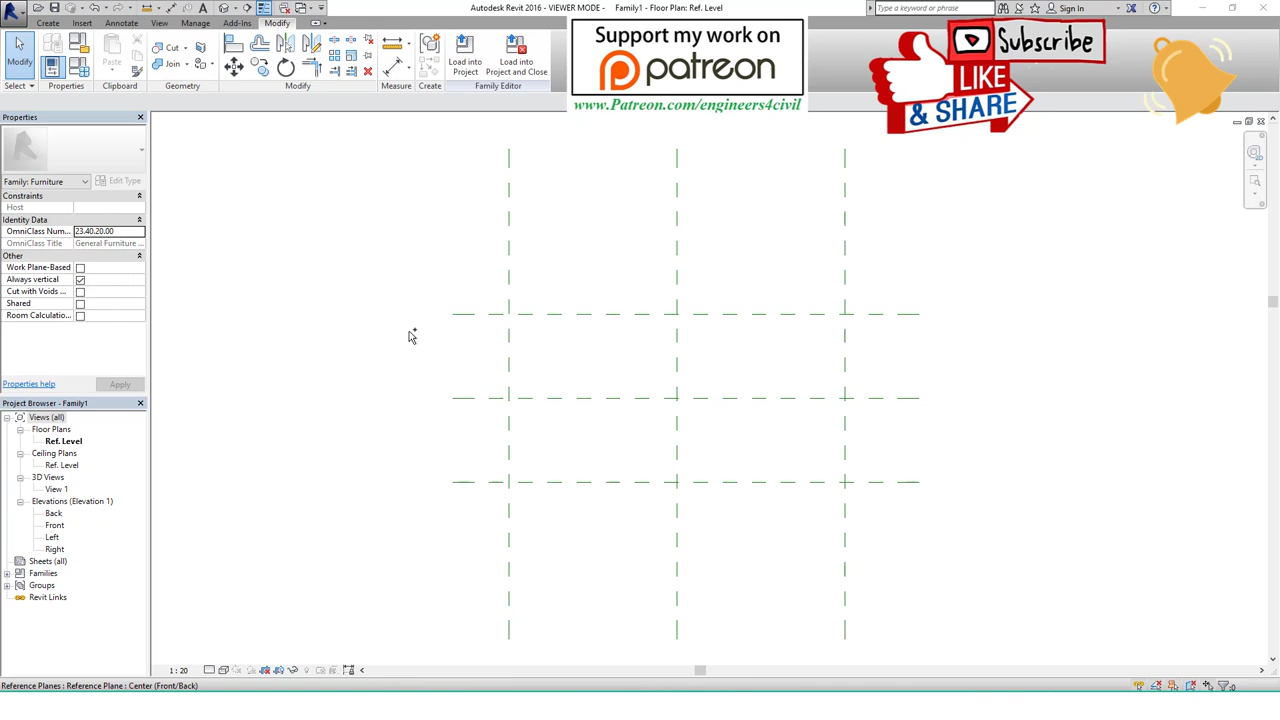 Autodesk Revit 2016 - VIEWER MODE - Family1 - Floor Plan: Ref. Level
Type a keyword or phrase
Sign In
Create Insert Annotate View Manage Add-Ins Modify
Modify
Paste
Cut
Join
Load into
Project
Load into
Project and Close
Select Properties Clipboard Geometry Modify Measure Create Family Editor
Support my work on
patreon
www.Patreon.com/engineers4civil
Subscribe
LIKE
& SHARE
Properties
Family: Furniture
Edit Type
Constraints
Host
Identity Data
OmniClass Num... 23.40.20.00
OmniClass Title General Furniture ...
Other
Work Plane-Based
Always vertical
Cut with Voids ...
Shared
Room Calculatio...
Properties help
Apply
Project Browser - Family1
Views (all)
Floor Plans
Ref. Level
Ceiling Plans
Ref. Level
3D Views
View 1
Elevations (Elevation 1)
Back
Front
Left
Right
Sheets (all)
Families
Groups
Revit Links
1 : 20
Reference Planes : Reference Plane : Center (Front/Back)
:0